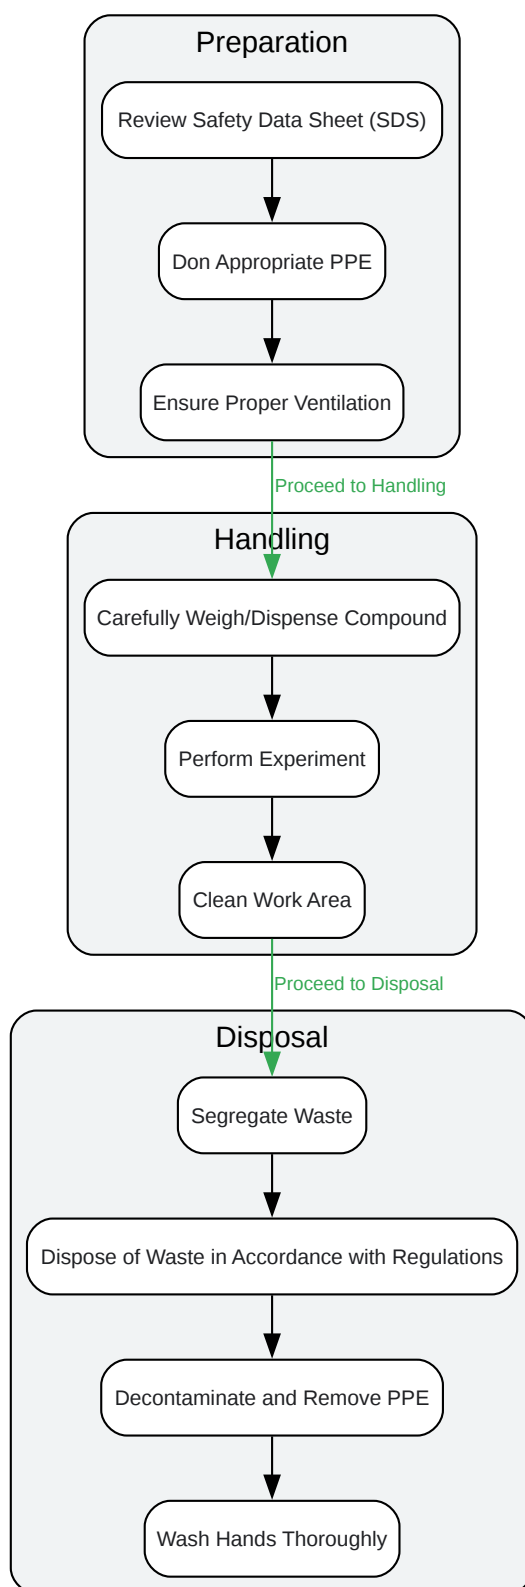 Preparation
Review Safety Data Sheet (SDS)
Don Appropriate PPE
Ensure Proper Ventilation
Proceed to Handling
Handling
Carefully Weigh/Dispense Compound
Perform Experiment
Clean Work Area
Proceed to Disposal
Disposal
Segregate Waste
Dispose of Waste in Accordance with Regulations
Decontaminate and Remove PPE
Wash Hands Thoroughly